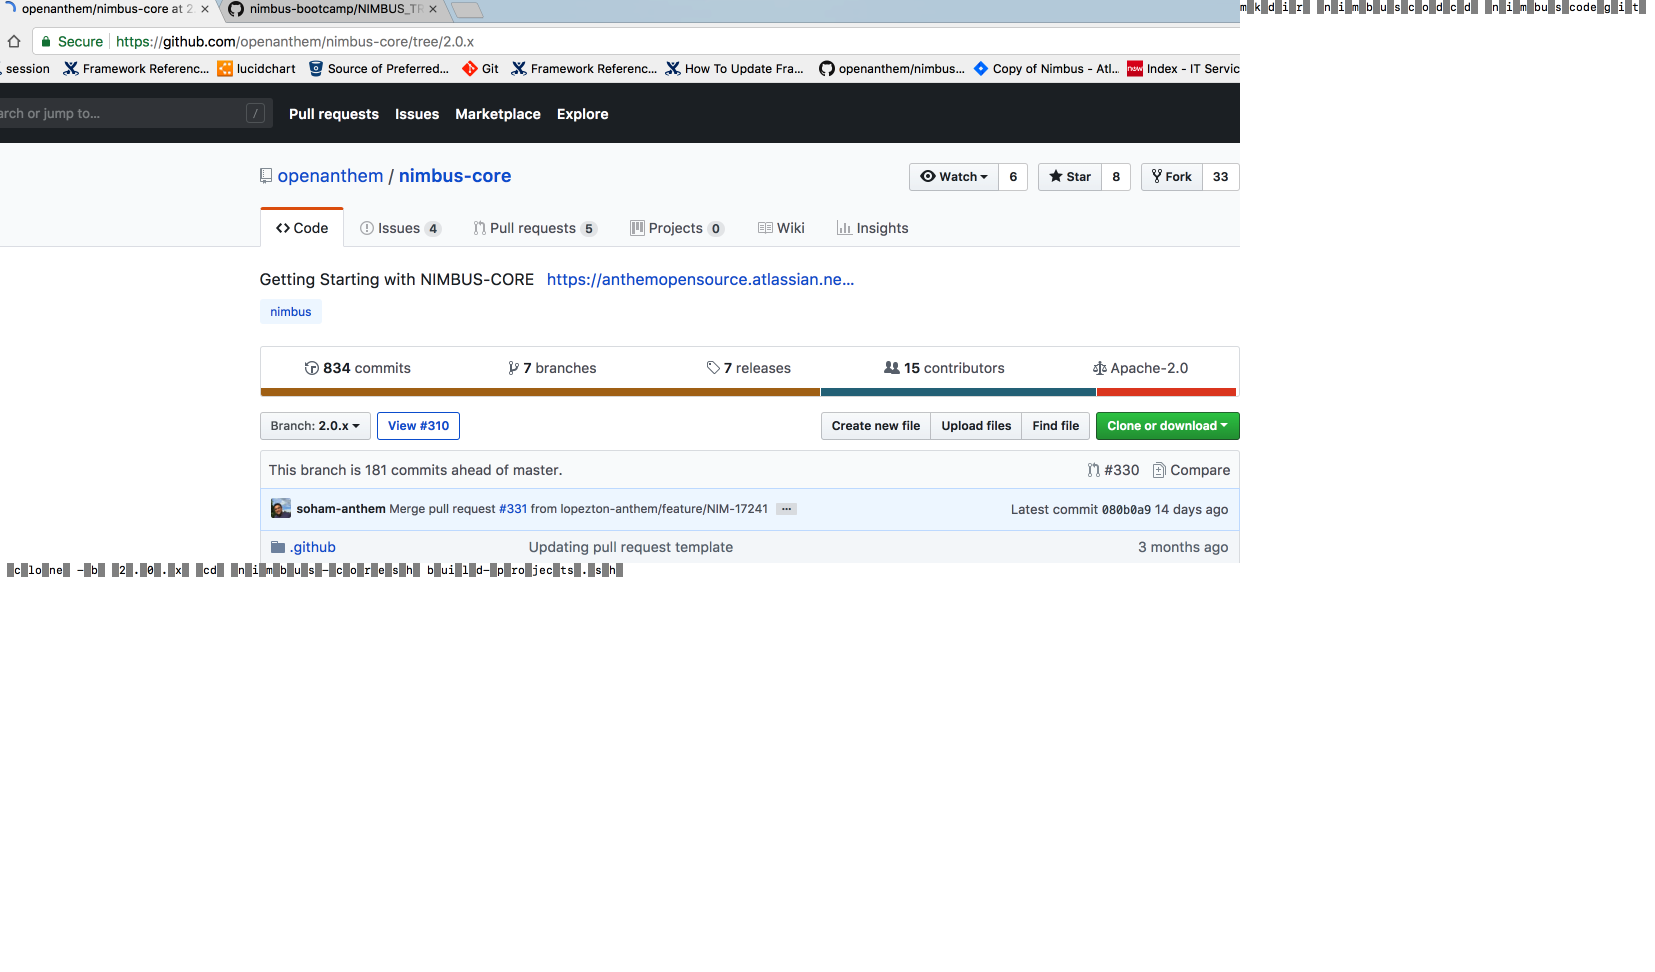 openanthem/nimbus-core at 2 × nimbus-bootcamp/NIMBUS_TR ×
Secure https://github.com/openanthem/nimbus-core/tree/2.0.x
session Framework Referenc... lucidchart Source of Preferred... Git Framework Referenc... How To Update Fra... openanthem/nimbus... Copy of Nimbus - Atl... now Index - IT Servic
arch or jump to... / Pull requests Issues Marketplace Explore
openanthem / nimbus-core Watch 6 Star 8 Fork 33
Code Issues 4 Pull requests 5 Projects 0 Wiki Insights
Getting Starting with NIMBUS-CORE https://anthemopensource.atlassian.ne...
nimbus
834 commits 7 branches 7 releases 15 contributors Apache-2.0
Branch: 2.0.x View #310 Create new file Upload files Find file Clone or download
This branch is 181 commits ahead of master. #330 Compare
soham-anthem Merge pull request #331 from lopezton-anthem/feature/NIM-17241 ... Latest commit 080b0a9 14 days ago
.github Updating pull request template 3 months ago
mkdir nimbuscodcd nimbuscodegit
clone -b 2.0.x cd nimbus-coresh build-projects.sh